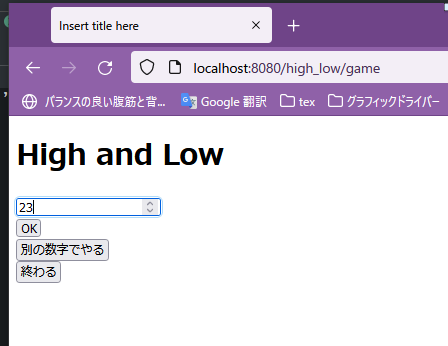 Insert title here
localhost:8080/high_low/game
バランスの良い腹筋と背... Google 翻訳 tex グラフィックドライバー
High and Low
23
OK
別の数字でやる
終わる